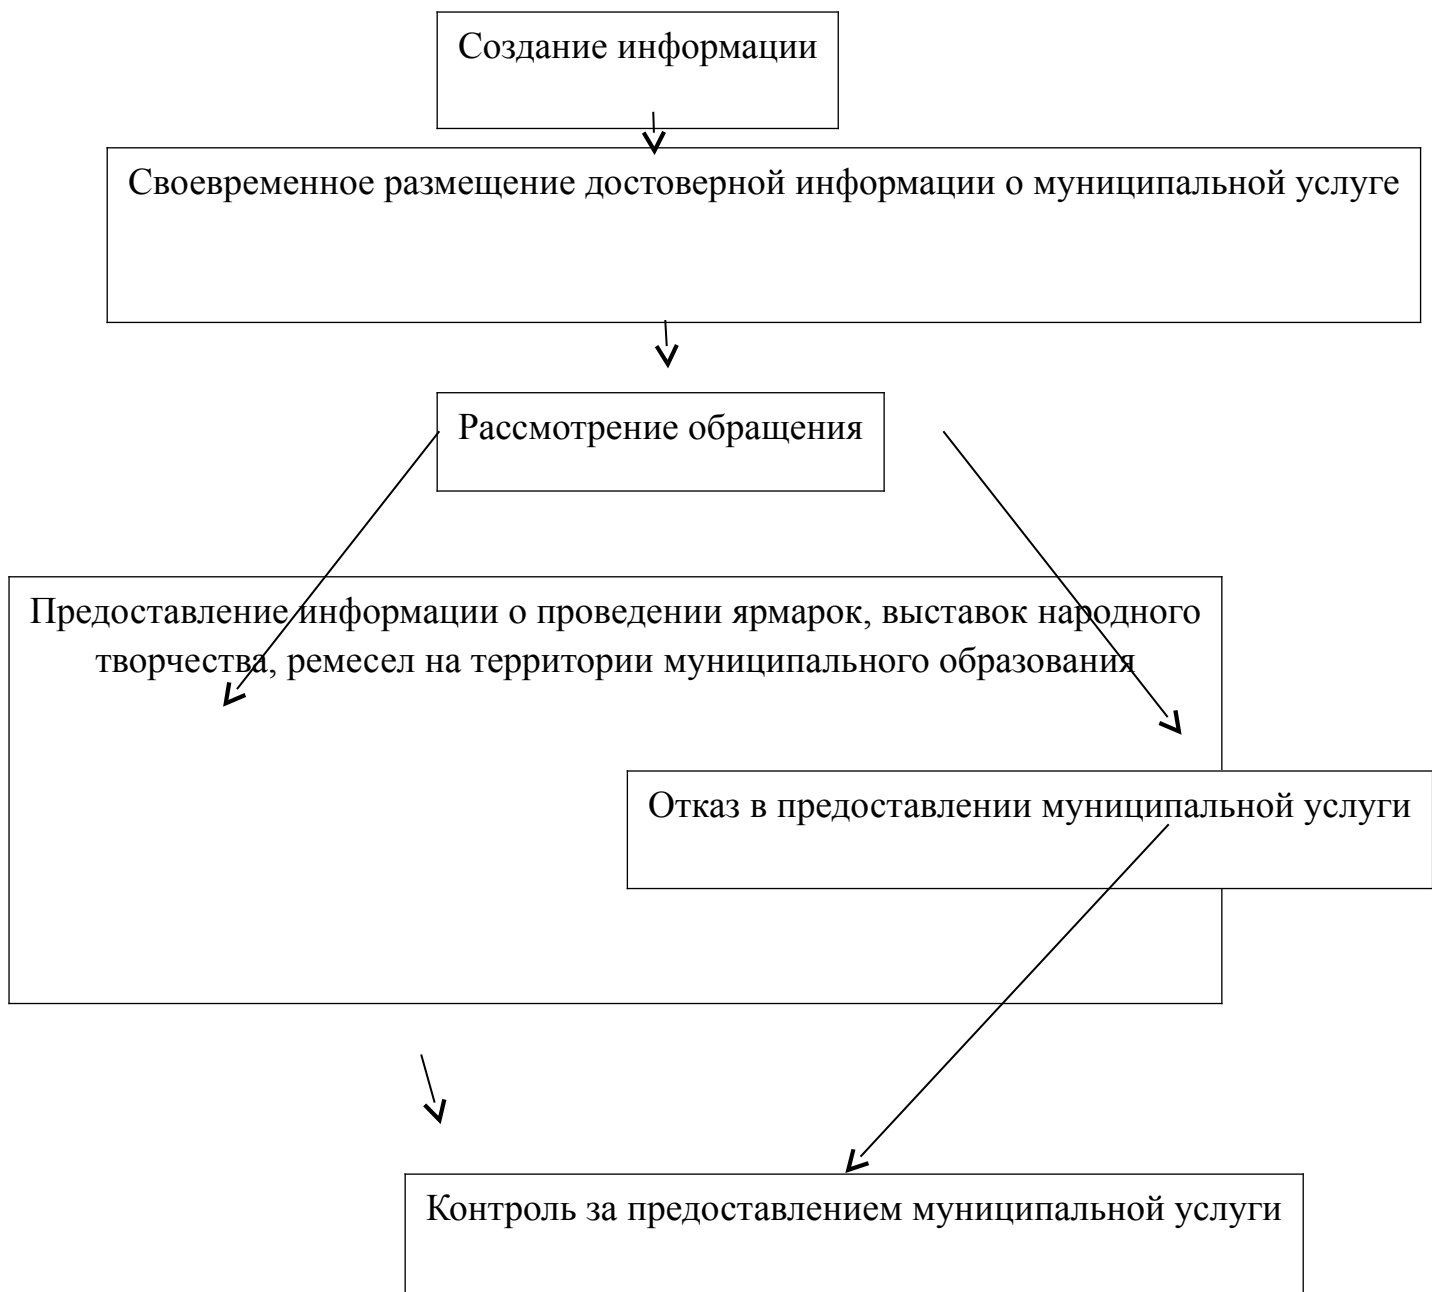 Создание информации
Своевременное размещение достоверной информации о муниципальной услуге
Рассмотрение обращения
Предоставление информации о проведении ярмарок, выставок народного
творчества, ремесел на территории муниципального образования
Отказ в предоставлении муниципальной услуги
Контроль за предоставлением муниципальной услуги